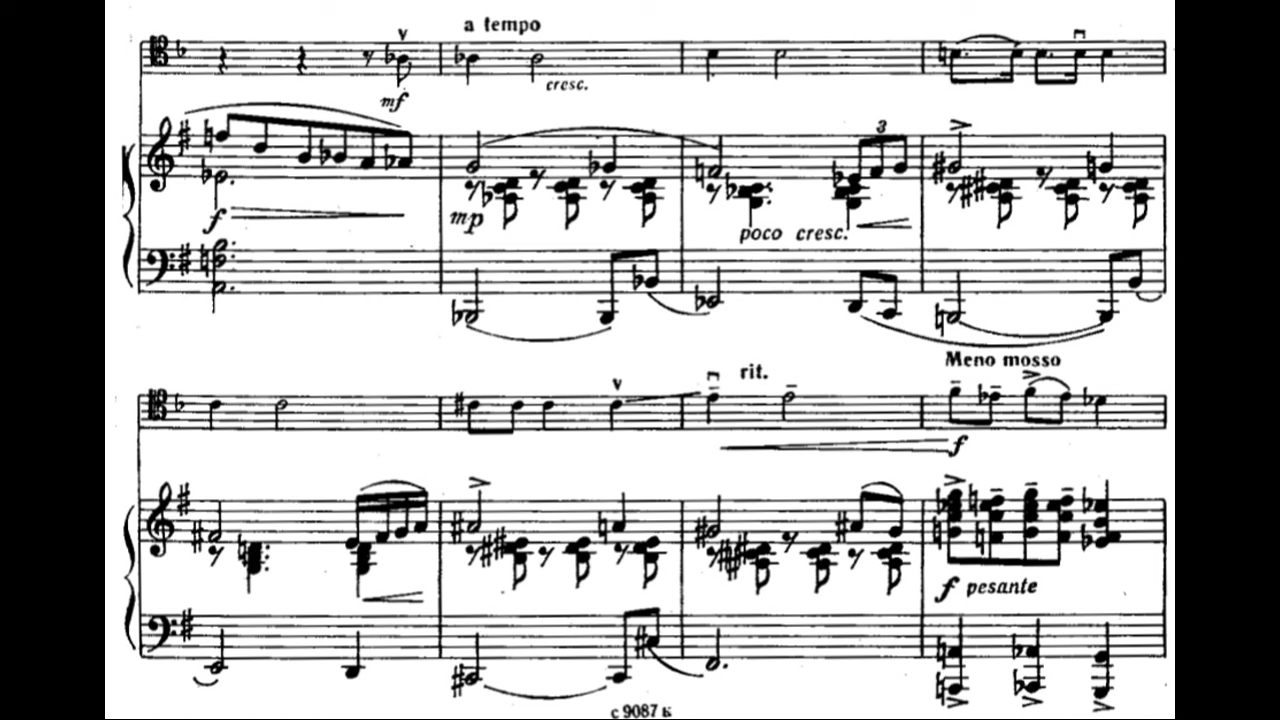 a tempo
mf
cresc.
3
f
mp
poco cresc.
Meno mosso
rit.
f
f pesante
с 9087 к